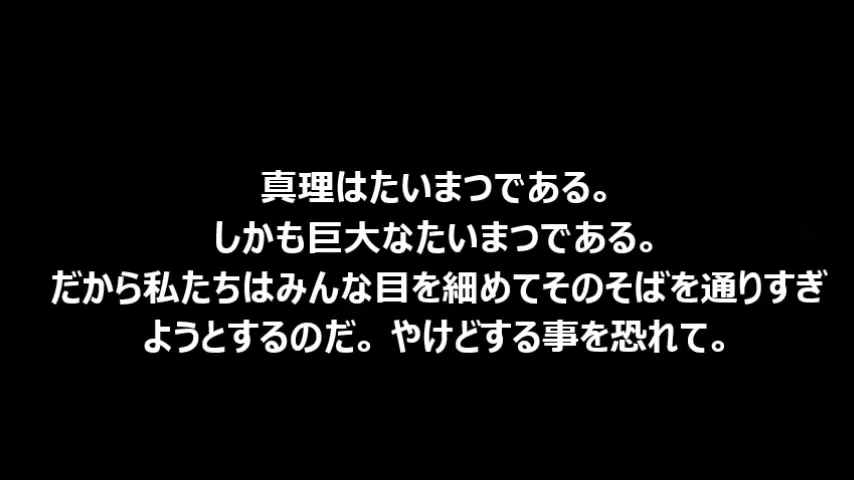 真理はたいまつである。
しかも巨大なたいまつである。
だから私たちはみんな目を細めてそのそばを通りすぎ
ようとするのだ。やけどする事を恐れて。